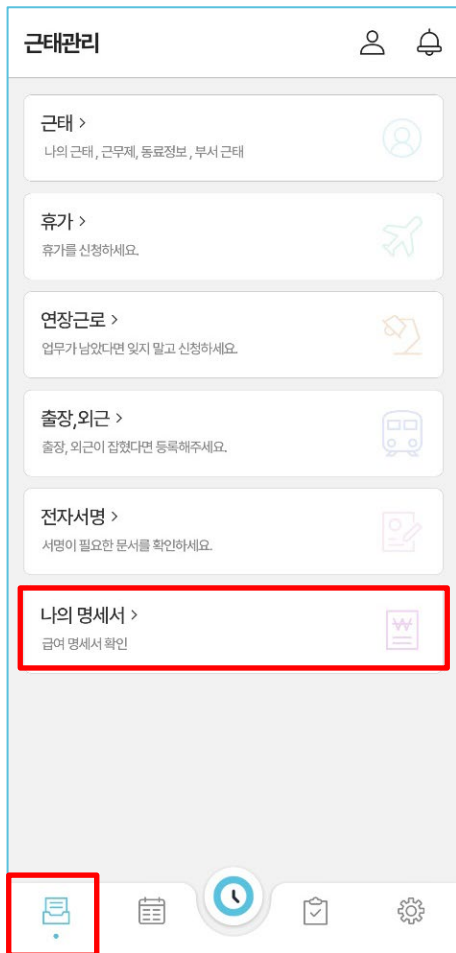 근태관리
근태 >
나의 근태 , 근무제, 동료정보 , 부서 근태
휴가 >
휴가를 신청하세요.
연장근로 >
업무가 남았다면 잊지 말고 신청하세요.
출장,외근 >
출장, 외근이 잡혔다면 등록해주세요.
전자서명 >
서명이 필요한 문서를 확인하세요.
나의 명세서 >
급여 명세서 확인